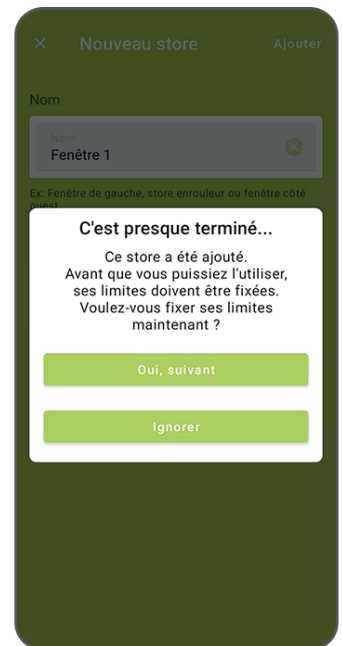 × Nouveau store Ajouter
Nom
Nom
Fenêtre 1
Ex: Fenêtre de gauche, store enrouleur ou fenêtre côté
ouest
C'est presque terminé...
Ce store a été ajouté.
Avant que vous puissiez l'utiliser,
ses limites doivent être fixées.
Voulez-vous fixer ses limites
maintenant ?
Oui, suivant
Ignorer